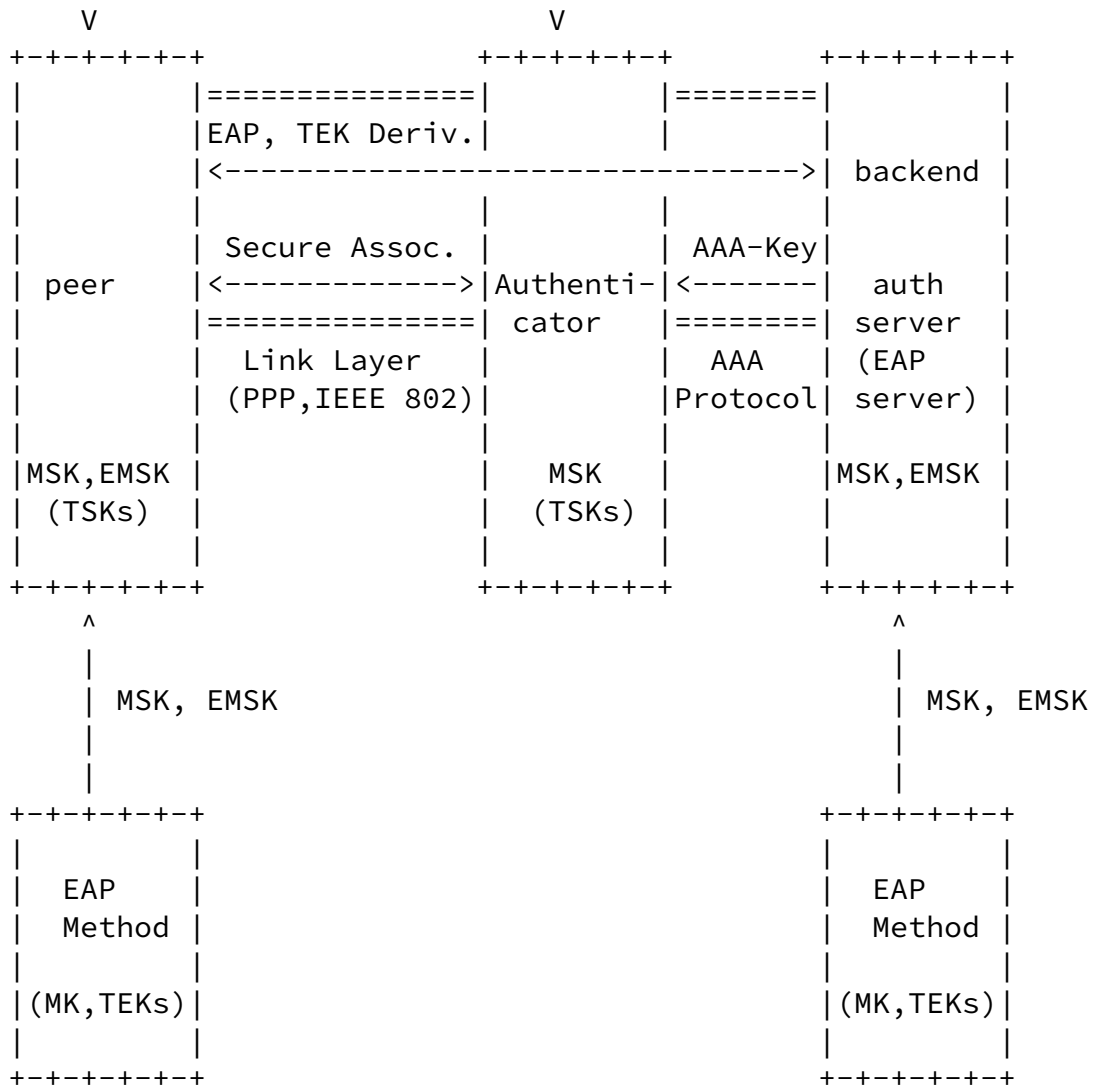 V                         V
+-+-+-+-+-+               +-+-+-+-+-+        +-+-+-+-+-+
|         |===============|         |========|         |
|         |EAP, TEK Deriv.|         |        |         |
|         |<-------------------------------->| backend |
|         |               |         |        |         |
|         | Secure Assoc. |         | AAA-Key|         |
| peer    |<------------->|Authenti-|<-------|  auth   |
|         |===============| cator   |========| server  |
|         |  Link Layer   |         |  AAA   | (EAP    |
|         | (PPP,IEEE 802)|         |Protocol| server) |
|         |               |         |        |         |
|MSK,EMSK |               |   MSK   |        |MSK,EMSK |
| (TSKs)  |               |  (TSKs) |        |         |
|         |               |         |        |         |
+-+-+-+-+-+               +-+-+-+-+-+        +-+-+-+-+-+
    ^                                            ^
    |                                            |
    | MSK, EMSK                                  | MSK, EMSK
    |                                            |
    |                                            |
+-+-+-+-+-+                                  +-+-+-+-+-+
|         |                                  |         |
|  EAP    |                                  |  EAP    |
|  Method |                                  |  Method |
|         |                                  |         |
|(MK,TEKs)|                                  |(MK,TEKs)|
|         |                                  |         |
+-+-+-+-+-+                                  +-+-+-+-+-+